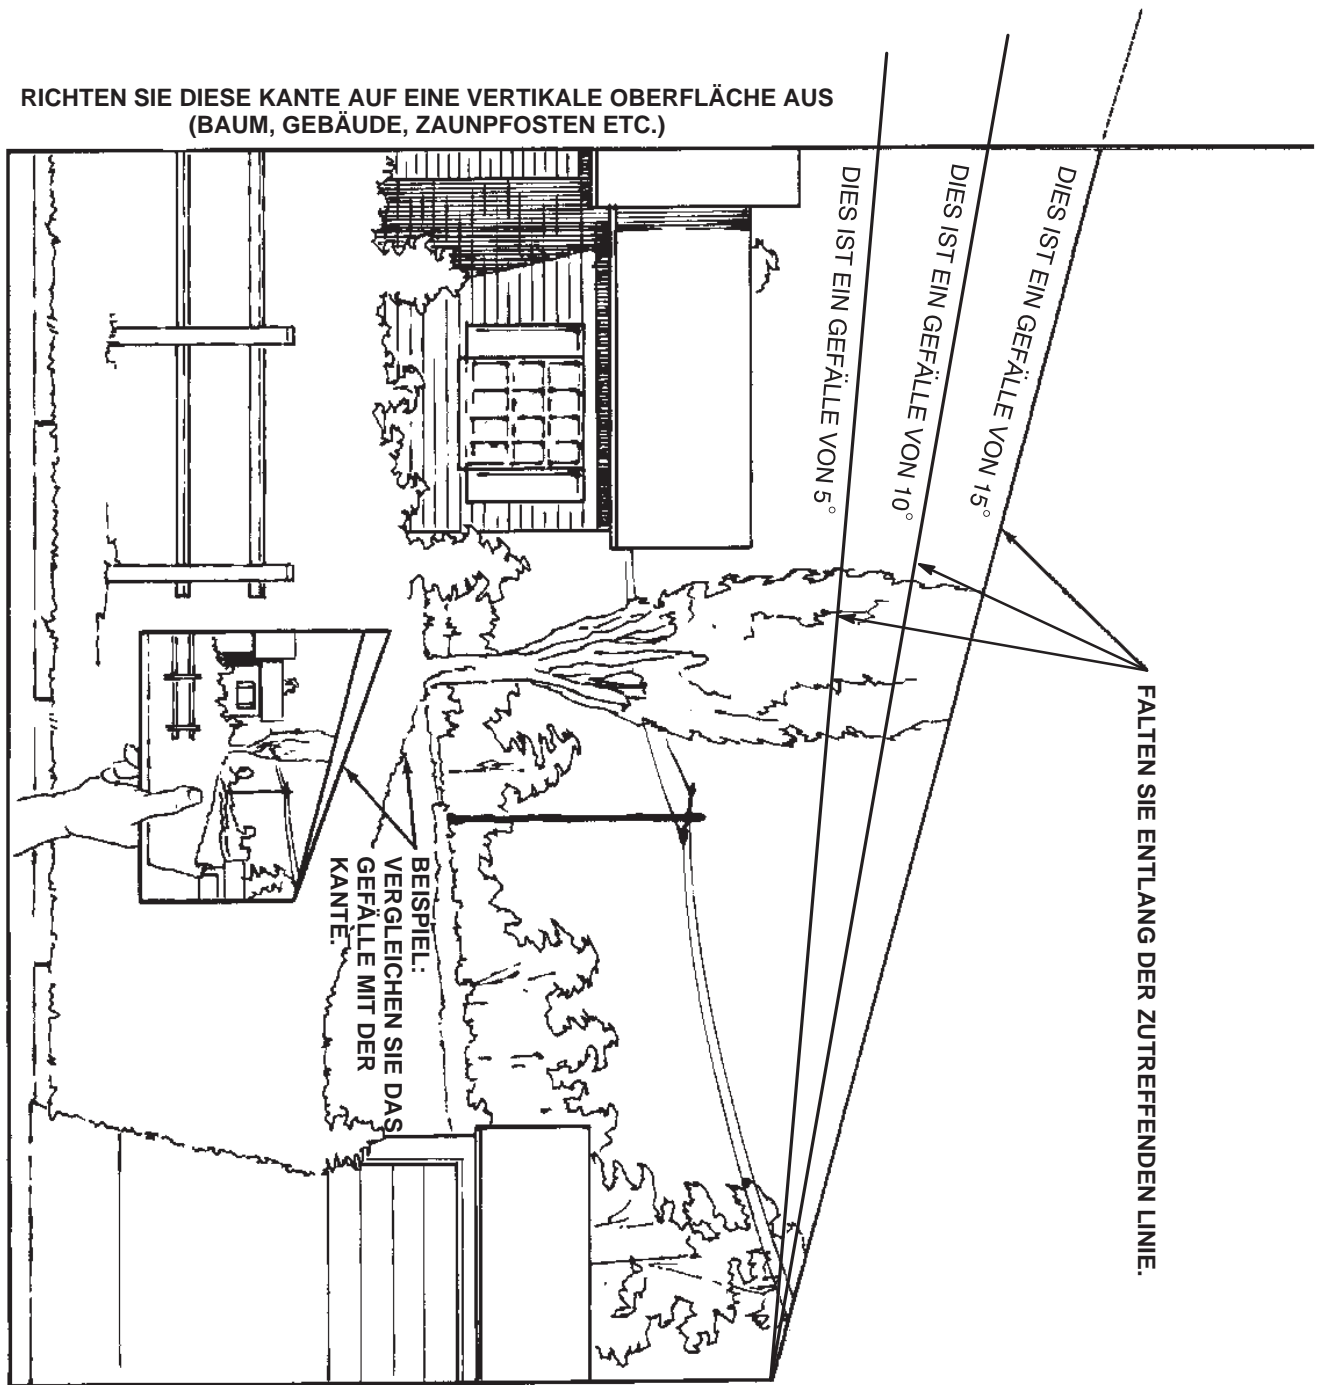 RICHTEN SIE DIESE KANTE AUF EINE VERTIKALE OBERFLÄCHE AUS
(BAUM, GEBÄUDE, ZAUNPFOSTEN ETC.)
DIES IST EIN GEFÄLLE VON 15°
DIES IST EIN GEFÄLLE VON 10°
DIES IST EIN GEFÄLLE VON 5°
FALTEN SIE ENTLANG DER ZUTREFFENDEN LINIE.
BEISPIEL:
VERGLEICHEN SIE DAS
GEFÄLLE MIT DER
KANTE.